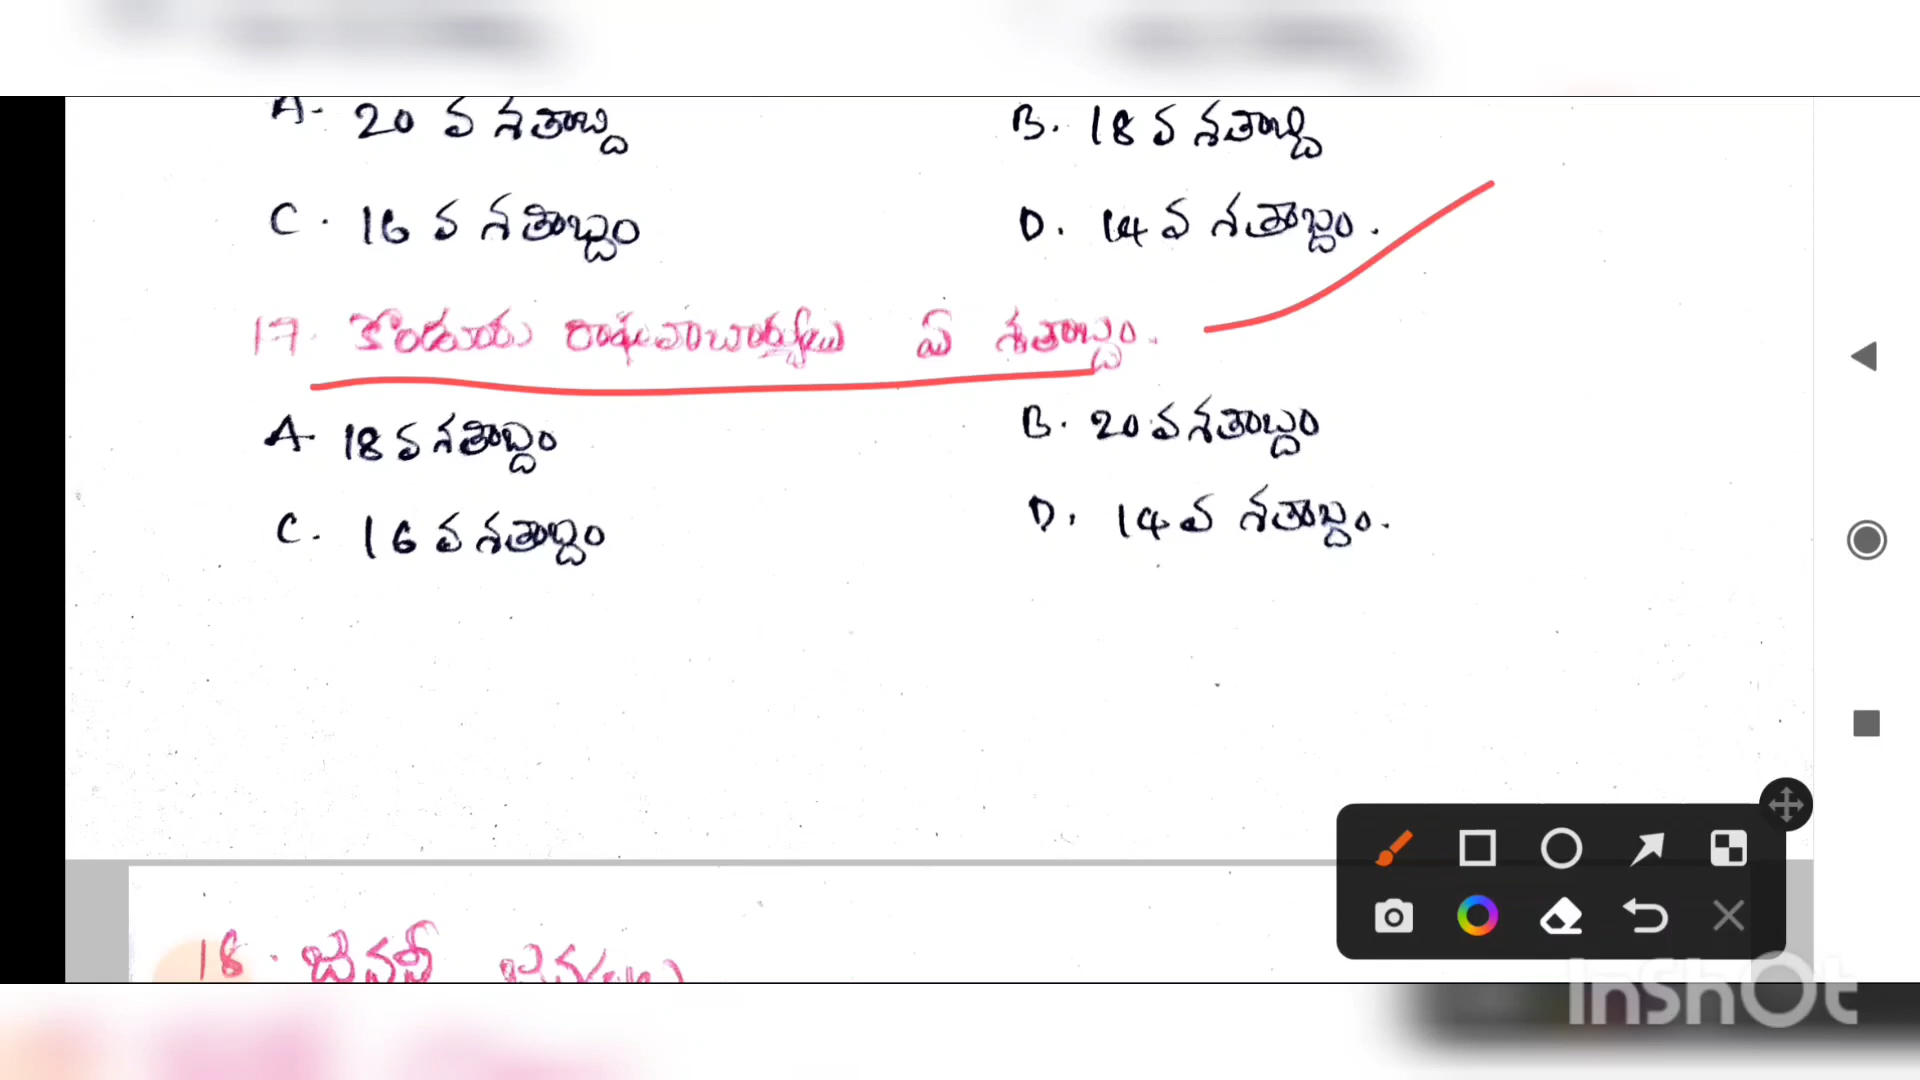 A. 20 వ శతాబ్ది
B. 18 వ శతాబ్ది
C. 16 వ శతాబ్దం
D. 14 వ శతాబ్దం.
17. కొండూరు రాఘవాచార్యులు ఏ శతాబ్దం.
A. 18 వ శతాబ్దం
B. 20 వ శతాబ్దం
C. 16 వ శతాబ్దం
D. 14 వ శతాబ్దం.
18. జానకీ
InShOt